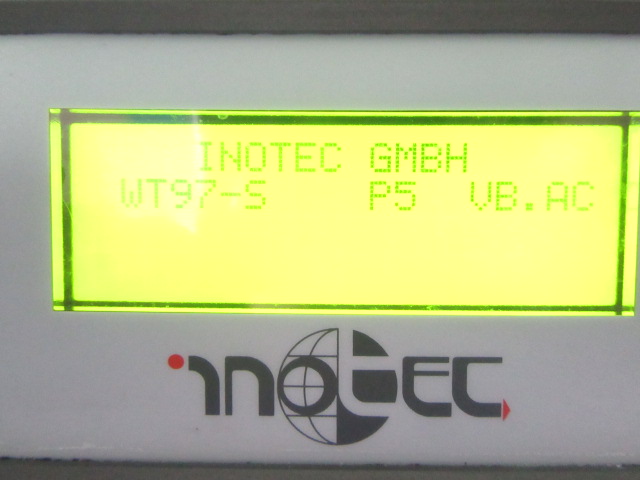 INOTEC GMBH
WT97-S P5 VB.AC
inotec